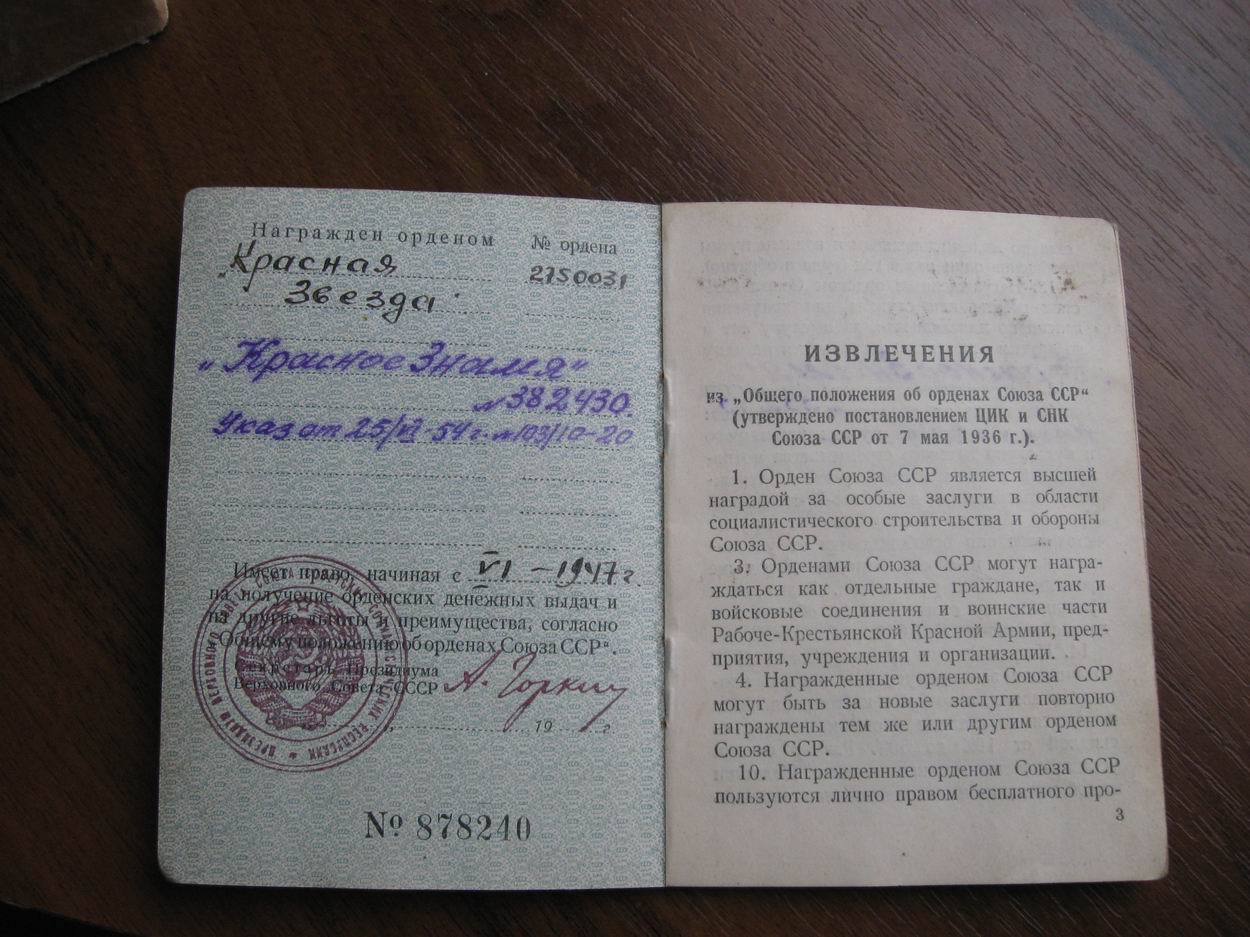 Награжден орденом № ордена
„Красная 2750031
Звезда"
„Красное Знамя"
№382430.
Указ от 25/VI 54 г. №103/10-20
Имеет право, начиная с VI – 1947 г
на получение орденских денежных выдач и
на другие льготы и преимущества, согласно
„Общему положению об орденах Союза ССР“.
Секретарь Президиума
Верховного Совета СССР А. Горкин
19 г.
№ 878240
ИЗВЛЕЧЕНИЯ
из „Общего положения об орденах Союза ССР“
(утверждено постановлением ЦИК и СНК
Союза ССР от 7 мая 1936 г.).
1. Орден Союза ССР является высшей
наградой за особые заслуги в области
социалистического строительства и обороны
Союза ССР.
3. Орденами Союза ССР могут награ-
ждаться как отдельные граждане, так и
войсковые соединения и воинские части
Рабоче-Крестьянской Красной Армии, пред-
приятия, учреждения и организации.
4. Награжденные орденом Союза ССР
могут быть за новые заслуги повторно
награждены тем же или другим орденом
Союза ССР.
10. Награжденные орденом Союза ССР
пользуются лично правом бесплатного про-
3